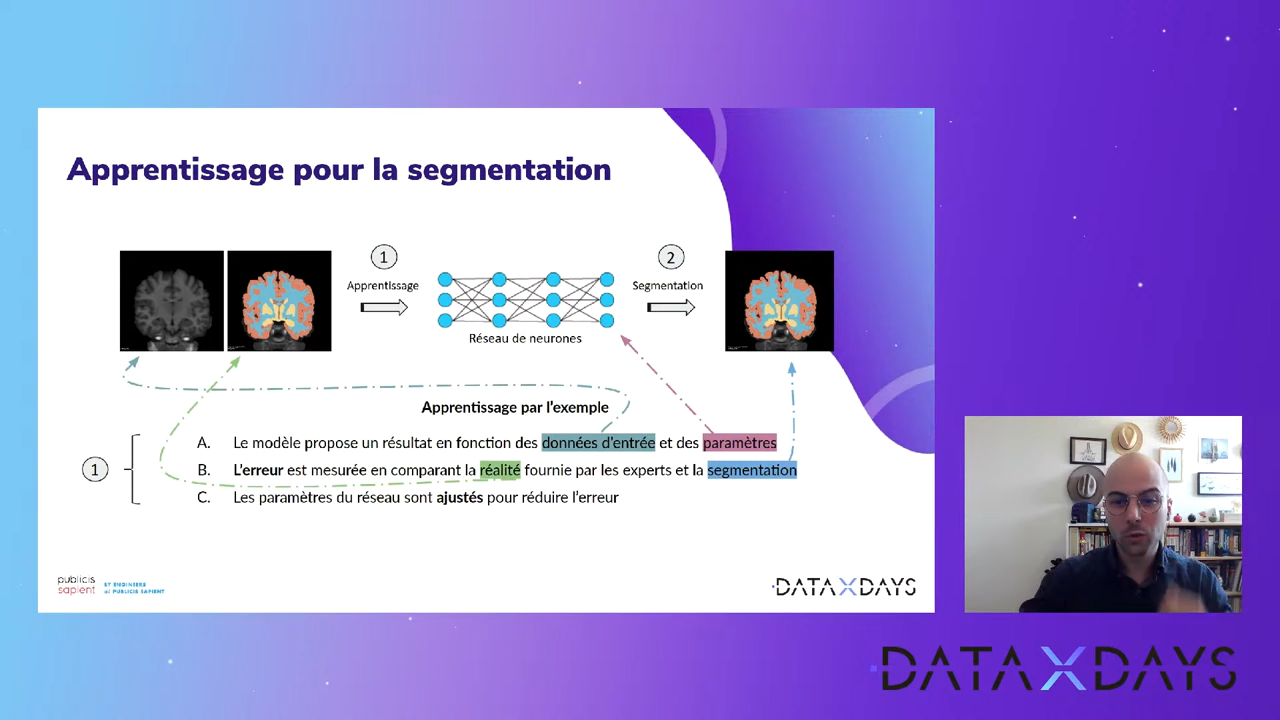 Apprentissage pour la segmentation
1
2
Apprentissage
Segmentation
Réseau de neurones
Apprentissage par l'exemple
A. Le modèle propose un résultat en fonction des données d'entrée et des paramètres
1
B. L'erreur est mesurée en comparant la réalité fournie par les experts et la segmentation
C. Les paramètres du réseau sont ajustés pour réduire l'erreur
publicis
sapient
ET ENGINEERS
OF PUBLICIS SAPIENT
DATAXDAYS
DATAXDAYS